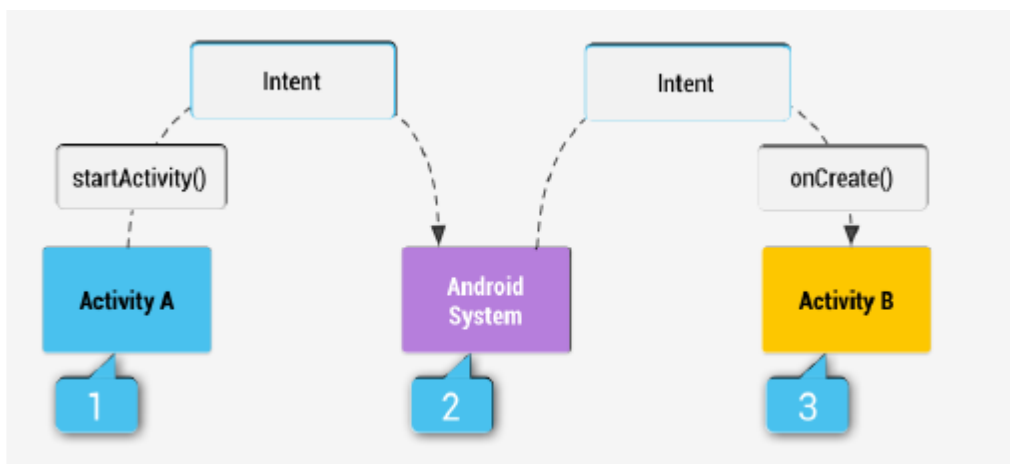 Intent
Intent
startActivity()
onCreate()
Activity A
Android
System
Activity B
1
2
3